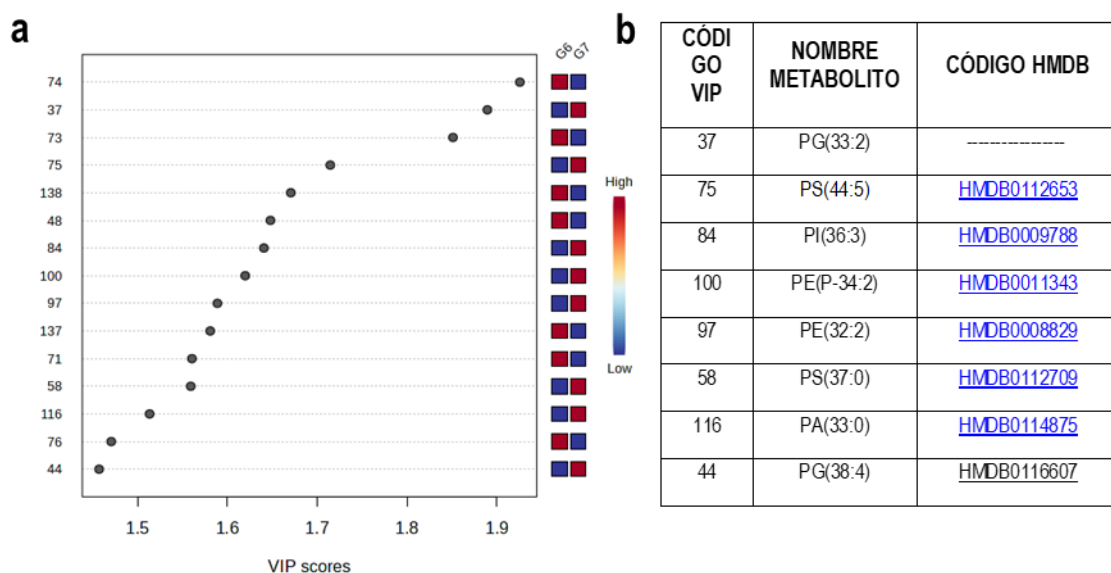 a
G6 G7
74
37
73
75
138
48
84
100
97
137
71
58
116
76
44
High
Low
1.5 1.6 1.7 1.8 1.9
VIP scores
b
CÓDI
GO
VIP
NOMBRE
METABOLITO
CÓDIGO HMDB
37 PG(33:2) -----------------
75 PS(44:5) HMDB0112653
84 PI(36:3) HMDB0009788
100 PE(P-34:2) HMDB0011343
97 PE(32:2) HMDB0008829
58 PS(37:0) HMDB0112709
116 PA(33:0) HMDB0114875
44 PG(38:4) HMDB0116607